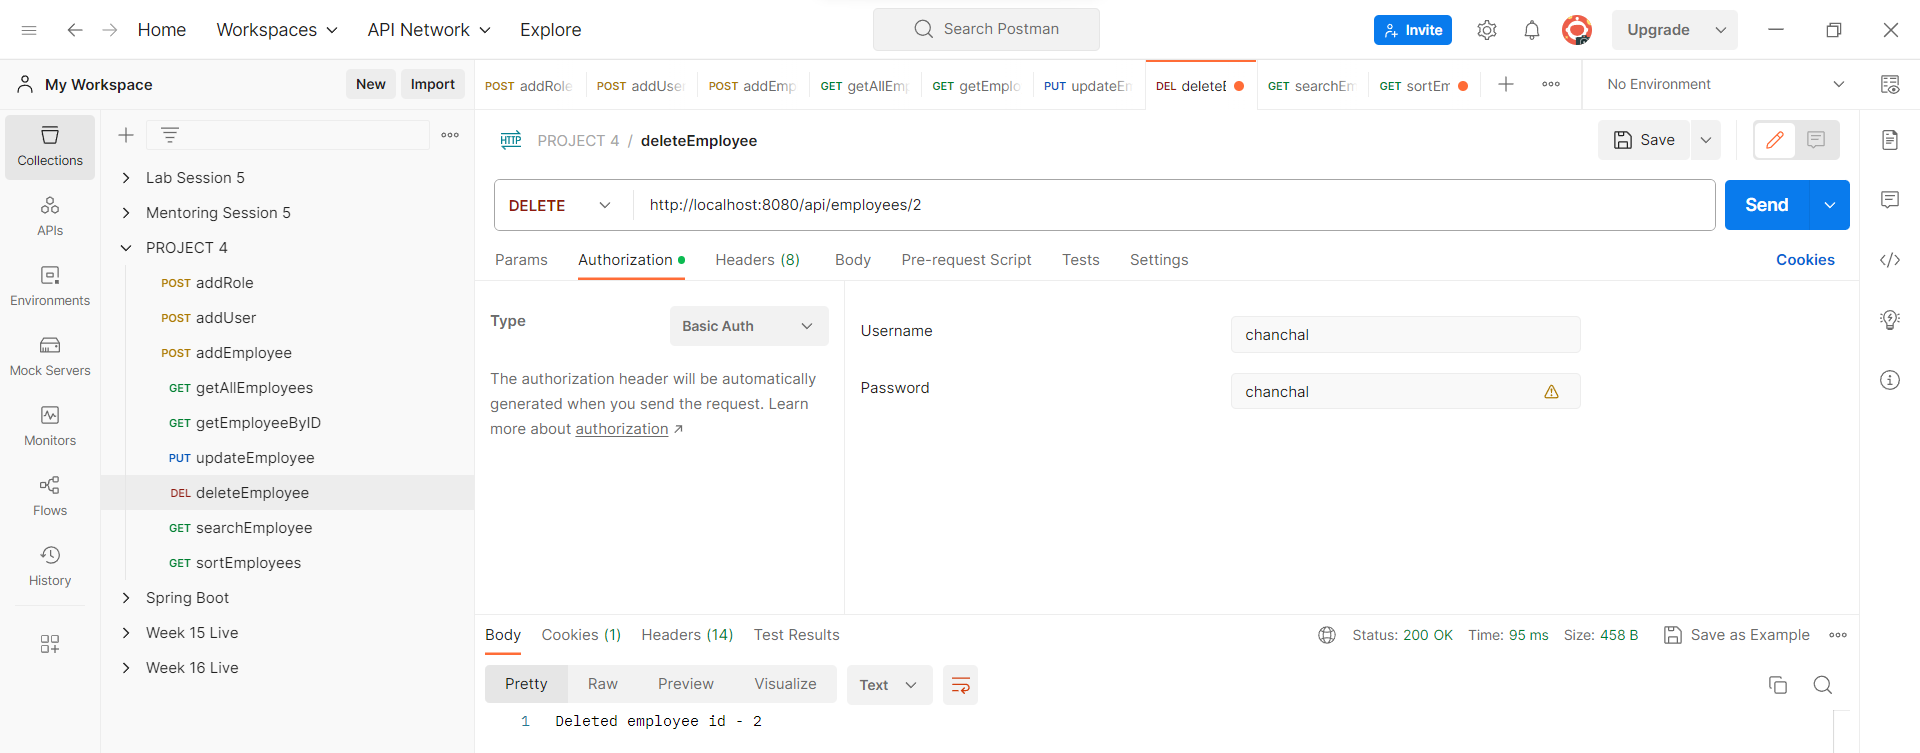 Home Workspaces API Network Explore Search Postman Invite Upgrade
My Workspace New Import
POST addRole POST addUser POST addEmp GET getAllEmp GET getEmplo PUT updateEm DEL deleteE GET searchEm GET sortEm No Environment
Collections
APIs
Environments
Mock Servers
Monitors
Flows
History
Lab Session 5
Mentoring Session 5
PROJECT 4
POST addRole
POST addUser
POST addEmployee
GET getAllEmployees
GET getEmployeeByID
PUT updateEmployee
DEL deleteEmployee
GET searchEmployee
GET sortEmployees
Spring Boot
Week 15 Live
Week 16 Live
HTTP PROJECT 4 / deleteEmployee Save
DELETE http://localhost:8080/api/employees/2 Send
Params Authorization Headers (8) Body Pre-request Script Tests Settings Cookies
Type Basic Auth
The authorization header will be automatically
generated when you send the request. Learn
more about authorization ↗
Username chanchal
Password chanchal
Body Cookies (1) Headers (14) Test Results Status: 200 OK Time: 95 ms Size: 458 B Save as Example
Pretty Raw Preview Visualize Text
1 Deleted employee id - 2